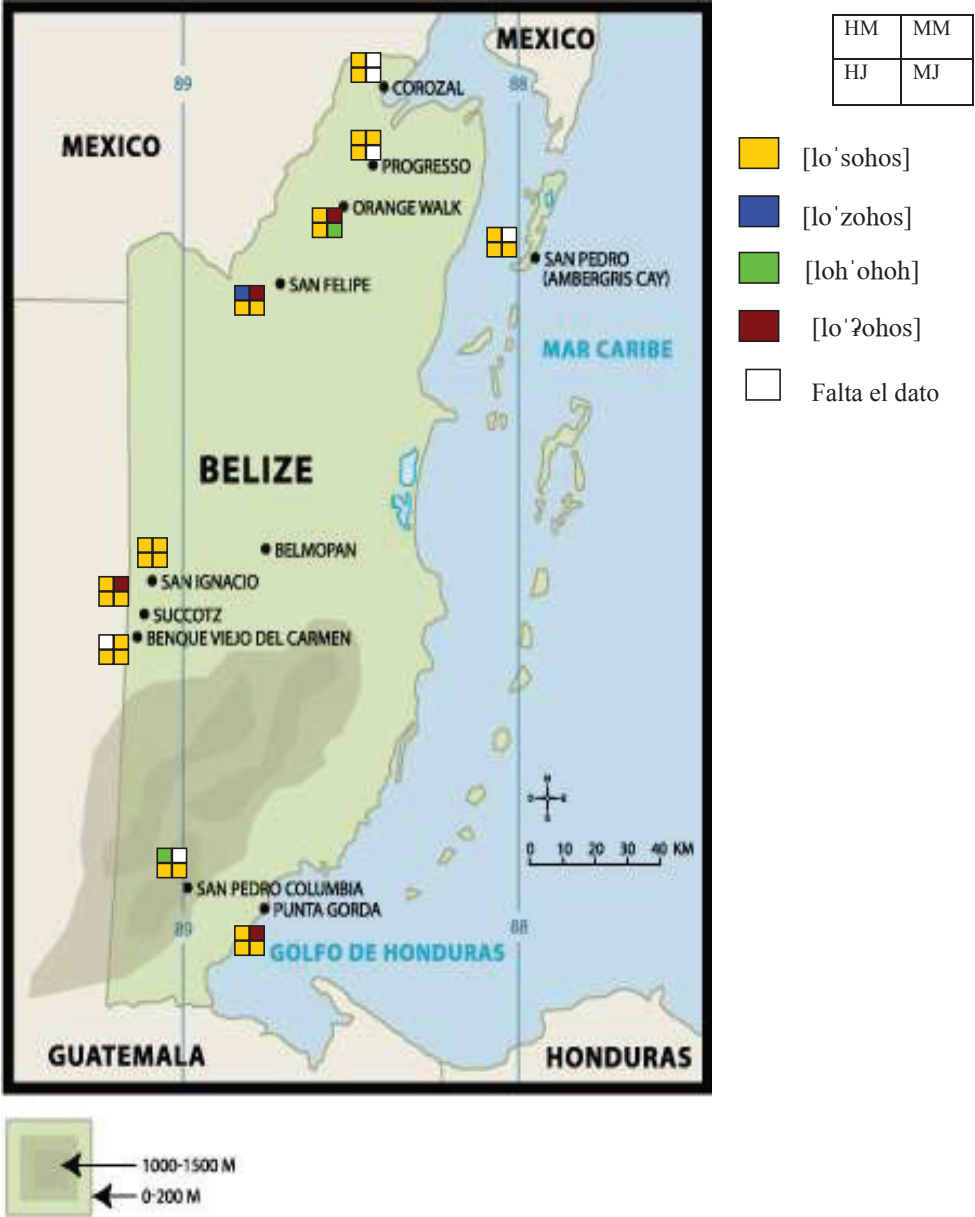 MEXICO
HM MM
HJ MJ
89
88
COROZAL
MEXICO
PROGRESSO
[loˈsohos]
ORANGE WALK
[loˈzohos]
SAN PEDRO
(AMBERGRIS CAY)
[lohˈohoh]
SAN FELIPE
[loˈʔohos]
MAR CARIBE
Falta el dato
BELIZE
BELMOPAN
SAN IGNACIO
SUCCOTZ
BENQUE VIEJO DEL CARMEN
N
O E
S
0 10 20 30 40 KM
SAN PEDRO COLUMBIA
PUNTA GORDA
89
88
GOLFO DE HONDURAS
GUATEMALA
HONDURAS
1000-1500 M
0-200 M